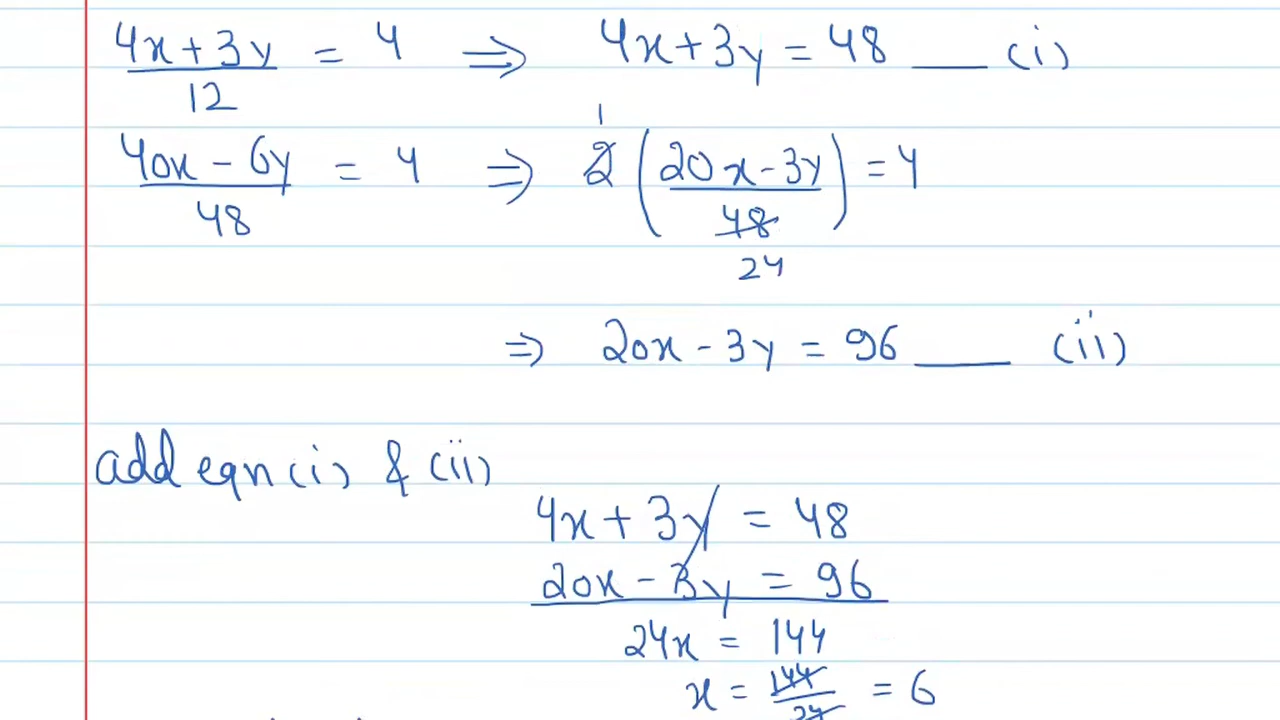 4x+3y/12 = 4 ⇒ 4x+3y = 48 ___ (i)
40x - 6y/48 = 4 ⇒ 2 1 (20x-3y/48 24) = 4
⇒ 20x - 3y = 96 ___ (ii)
add eqn (i) & (ii)
4x + 3y = 48
20x - 3y = 96
24x = 144
x = 144/24 = 6